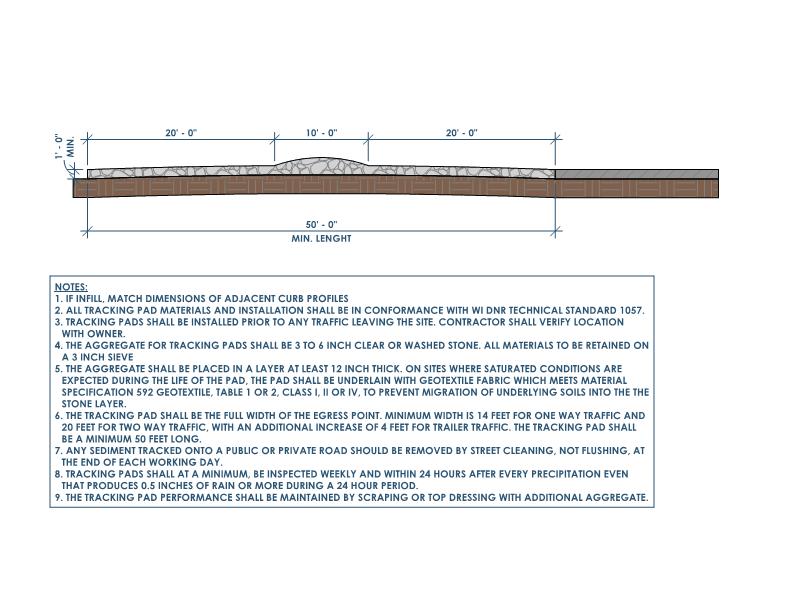 20' - 0"
10' - 0"
20' - 0"
1' - 0"
MIN.
50' - 0"
MIN. LENGHT
NOTES:
1. IF INFILL, MATCH DIMENSIONS OF ADJACENT CURB PROFILES
2. ALL TRACKING PAD MATERIALS AND INSTALLATION SHALL BE IN CONFORMANCE WITH WI DNR TECHNICAL STANDARD 1057.
3. TRACKING PADS SHALL BE INSTALLED PRIOR TO ANY TRAFFIC LEAVING THE SITE. CONTRACTOR SHALL VERIFY LOCATION
WITH OWNER.
4. THE AGGREGATE FOR TRACKING PADS SHALL BE 3 TO 6 INCH CLEAR OR WASHED STONE. ALL MATERIALS TO BE RETAINED ON
A 3 INCH SIEVE
5. THE AGGREGATE SHALL BE PLACED IN A LAYER AT LEAST 12 INCH THICK. ON SITES WHERE SATURATED CONDITIONS ARE
EXPECTED DURING THE LIFE OF THE PAD, THE PAD SHALL BE UNDERLAIN WITH GEOTEXTILE FABRIC WHICH MEETS MATERIAL
SPECIFICATION 592 GEOTEXTILE, TABLE 1 OR 2, CLASS I, II OR IV, TO PREVENT MIGRATION OF UNDERLYING SOILS INTO THE THE
STONE LAYER.
6. THE TRACKING PAD SHALL BE THE FULL WIDTH OF THE EGRESS POINT. MINIMUM WIDTH IS 14 FEET FOR ONE WAY TRAFFIC AND
20 FEET FOR TWO WAY TRAFFIC, WITH AN ADDITIONAL INCREASE OF 4 FEET FOR TRAILER TRAFFIC. THE TRACKING PAD SHALL
BE A MINIMUM 50 FEET LONG.
7. ANY SEDIMENT TRACKED ONTO A PUBLIC OR PRIVATE ROAD SHOULD BE REMOVED BY STREET CLEANING, NOT FLUSHING, AT
THE END OF EACH WORKING DAY.
8. TRACKING PADS SHALL AT A MINIMUM, BE INSPECTED WEEKLY AND WITHIN 24 HOURS AFTER EVERY PRECIPITATION EVEN
THAT PRODUCES 0.5 INCHES OF RAIN OR MORE DURING A 24 HOUR PERIOD.
9. THE TRACKING PAD PERFORMANCE SHALL BE MAINTAINED BY SCRAPING OR TOP DRESSING WITH ADDITIONAL AGGREGATE.